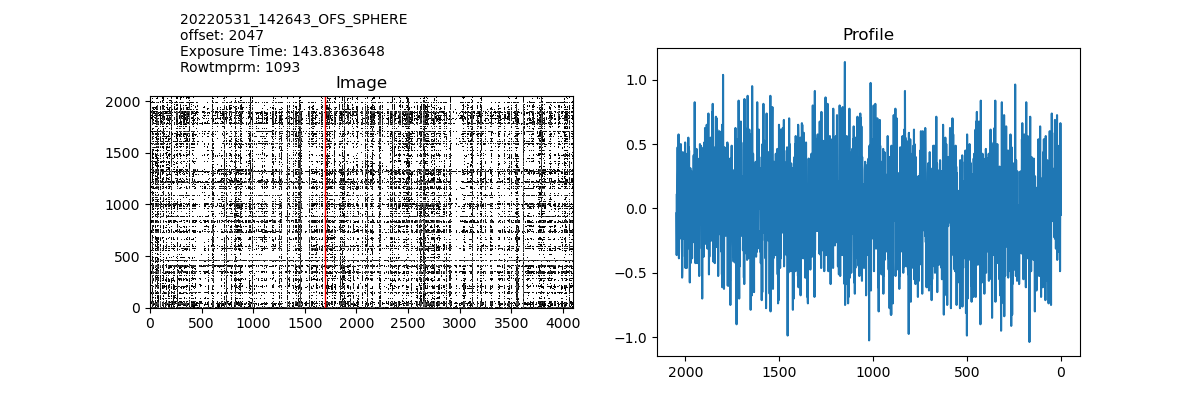 20220531_142643_OFS_SPHERE
offset: 2047
Exposure Time: 143.8363648
Rowtmprm: 1093
Image
2000
1500
1000
500
0
0 500 1000 1500 2000 2500 3000 3500 4000
Profile
1.0
0.5
0.0
−0.5
−1.0
2000 1500 1000 500 0